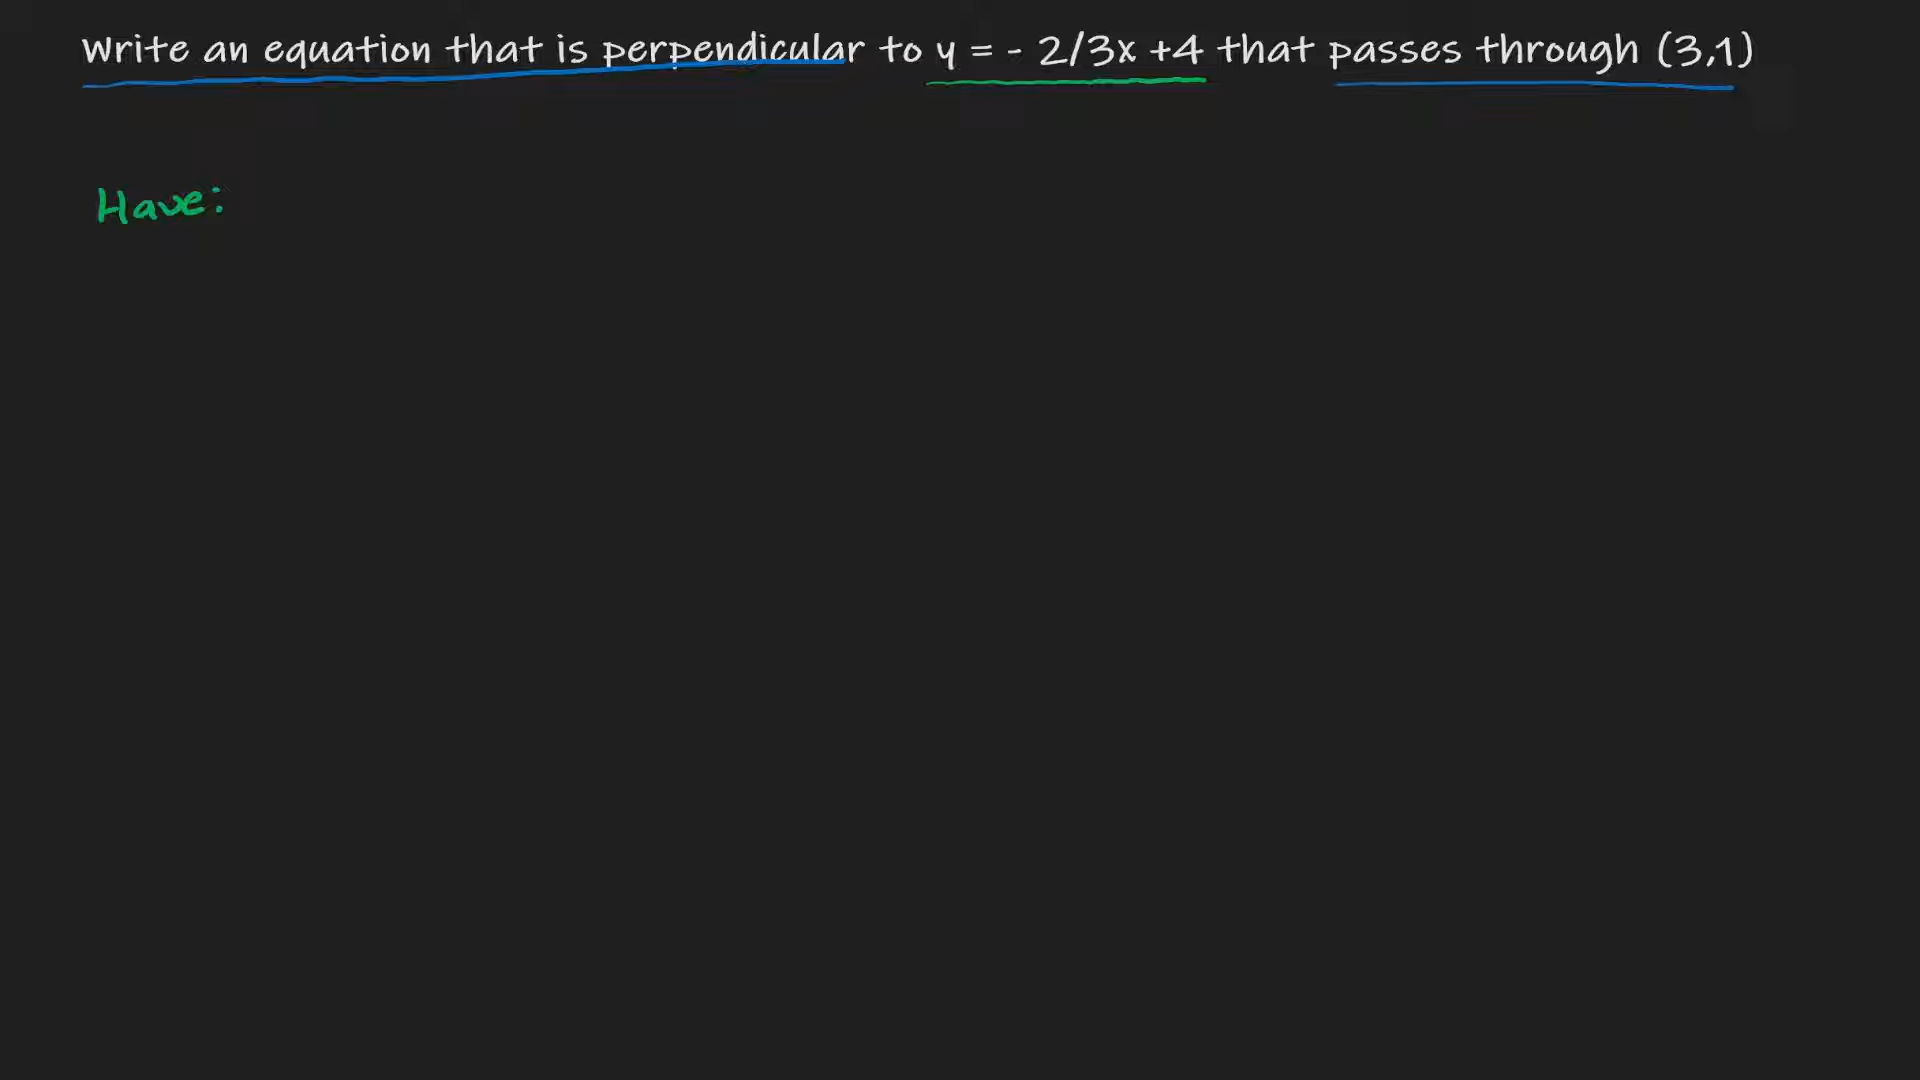 Write an equation that is perpendicular to y = - 2/3x +4 that passes through (3,1)
Have: